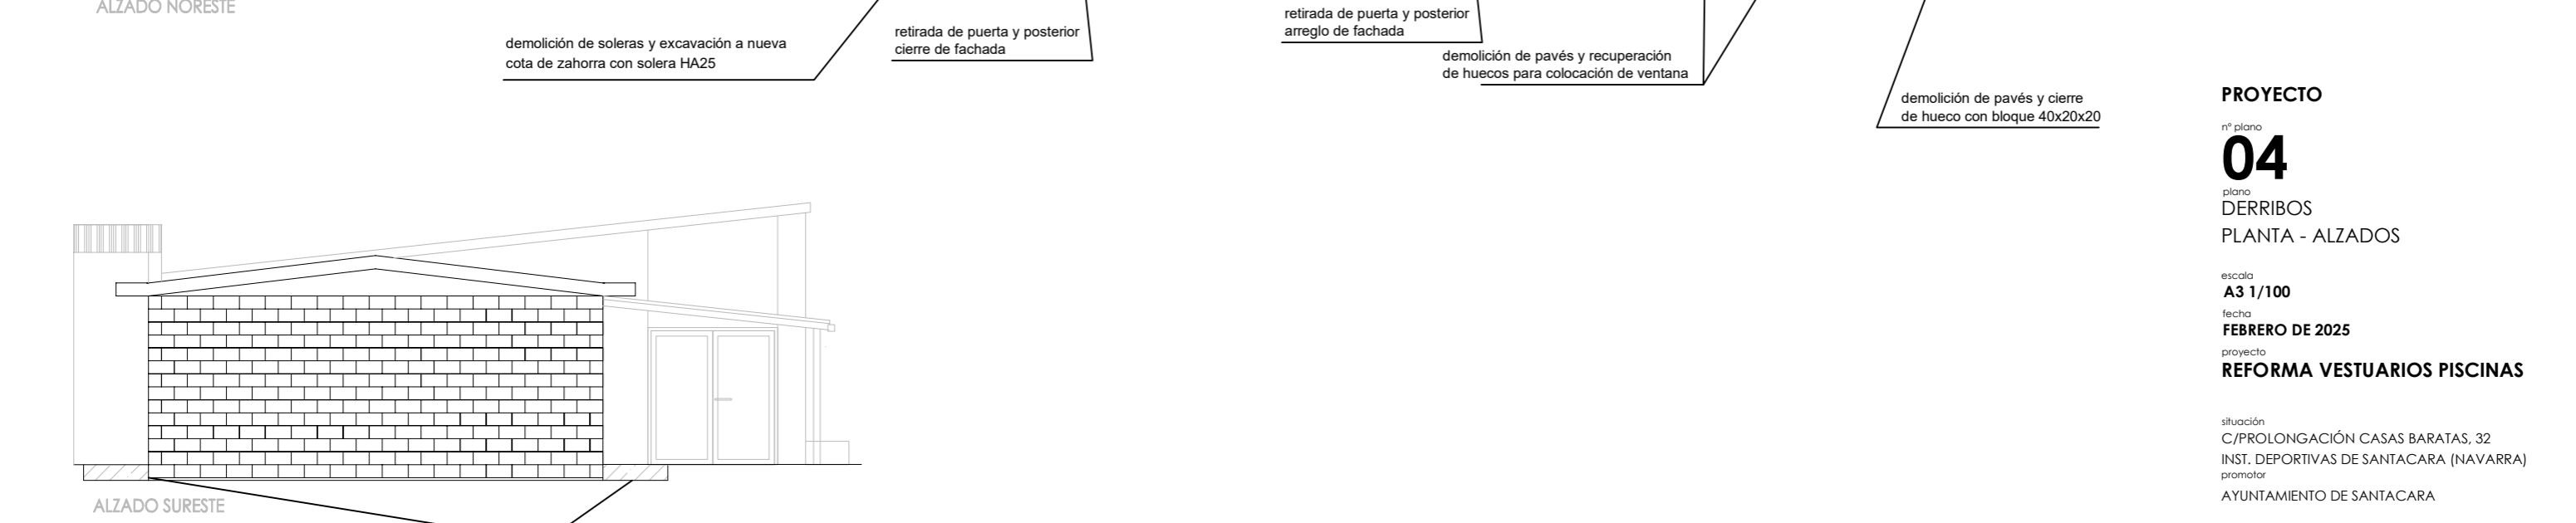 ALZADO NORESTE
demolición de soleras y excavación a nueva
cota de zahorra con solera HA25
retirada de puerta y posterior
cierre de fachada
retirada de puerta y posterior
arreglo de fachada
demolición de pavés y recuperación
de huecos para colocación de ventana
demolición de pavés y cierre
de hueco con bloque 40x20x20
ALZADO SURESTE
PROYECTO
nº plano
04
plano
DERRIBOS
PLANTA - ALZADOS
escala
A3 1/100
fecha
FEBRERO DE 2025
proyecto
REFORMA VESTUARIOS PISCINAS
situación
C/PROLONGACIÓN CASAS BARATAS, 32
INST. DEPORTIVAS DE SANTACARA (NAVARRA)
promotor
AYUNTAMIENTO DE SANTACARA